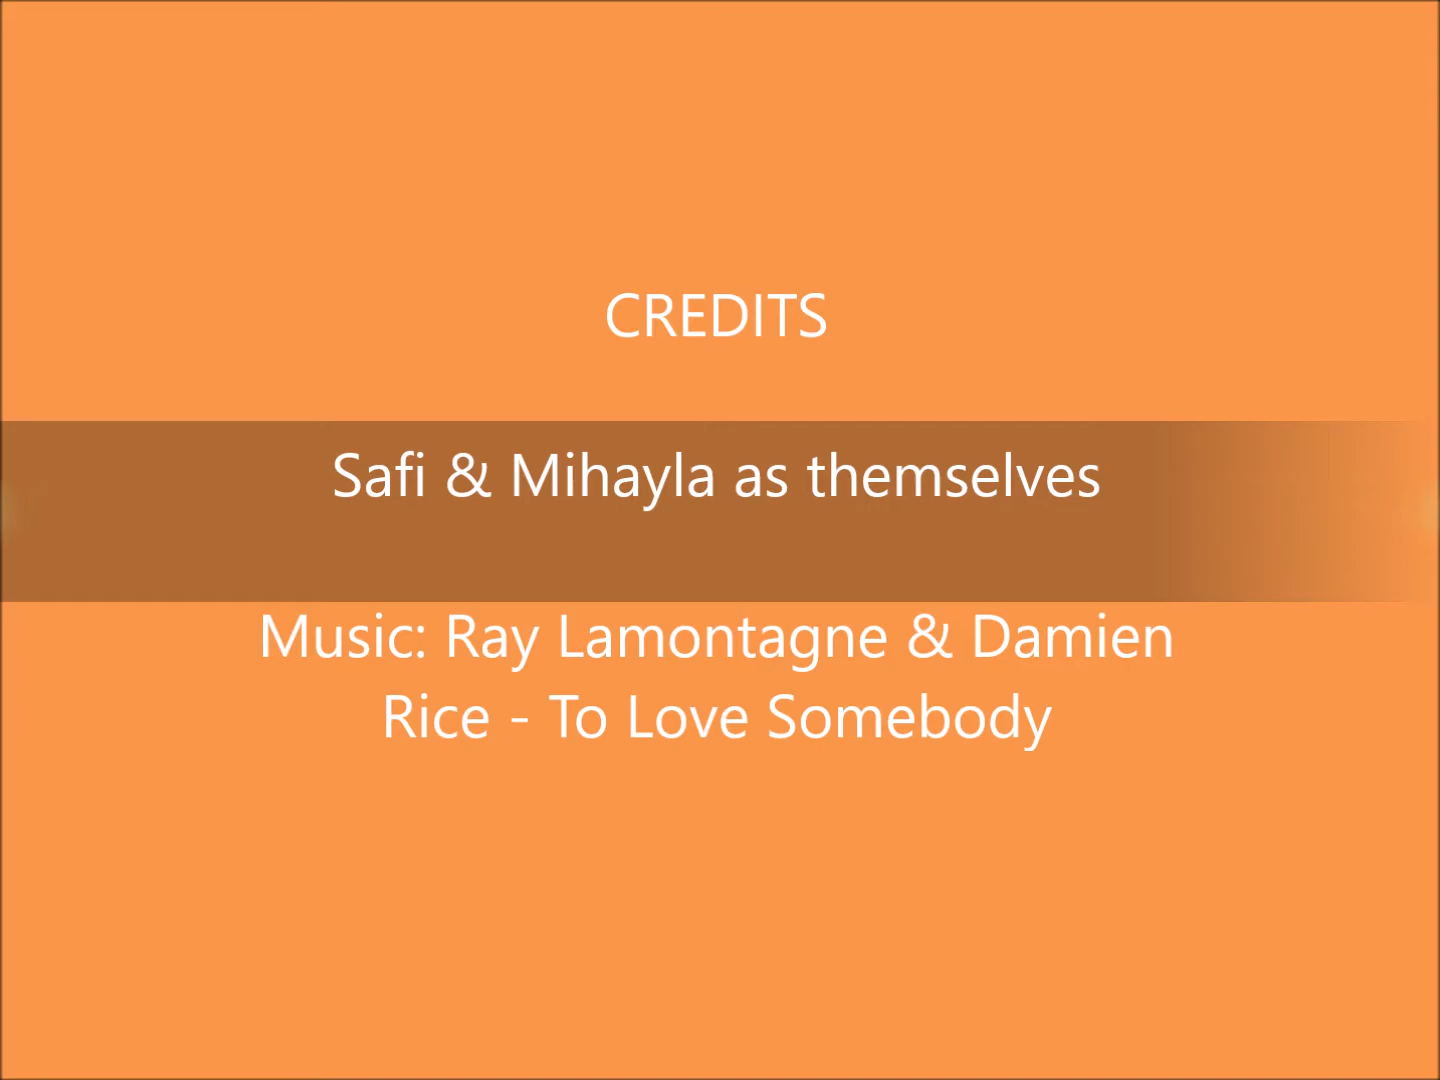 CREDITS
Safi & Mihayla as themselves
Music: Ray Lamontagne & Damien
Rice - To Love Somebody